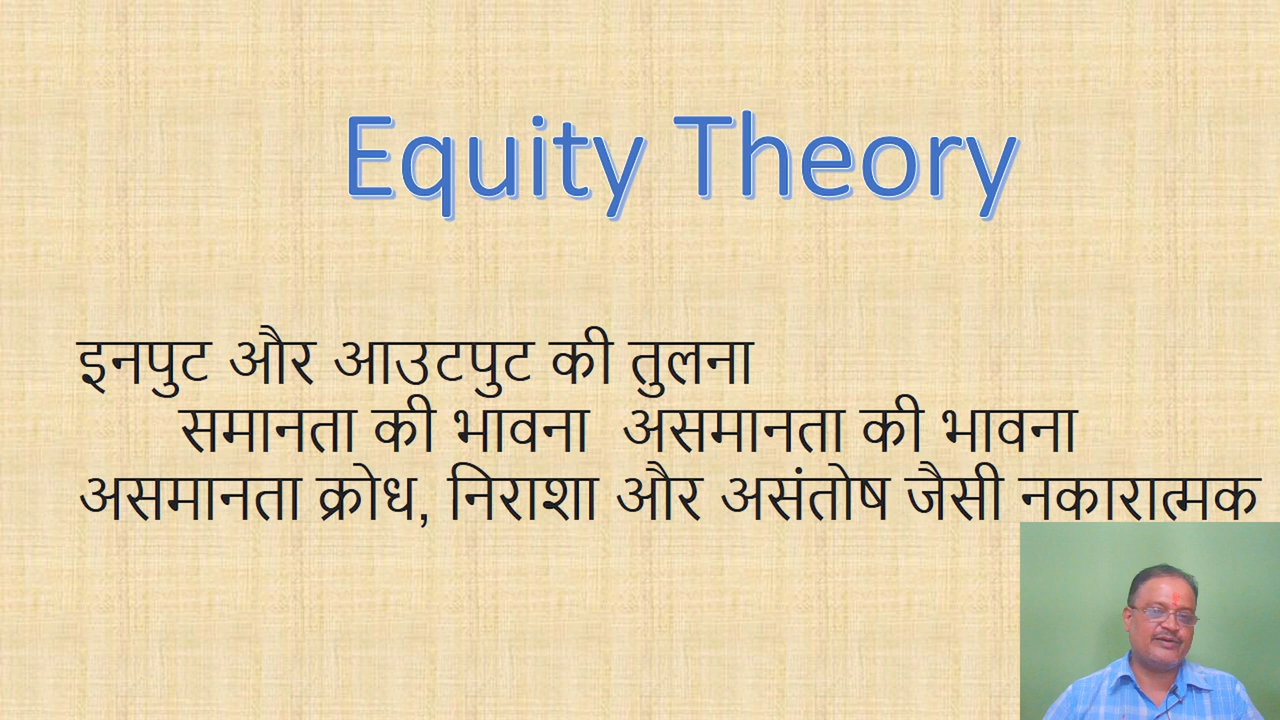 Equity Theory
इनपुट और आउटपुट की तुलना
समानता की भावना असमानता की भावना
असमानता क्रोध, निराशा और असंतोष जैसी नकारात्मक